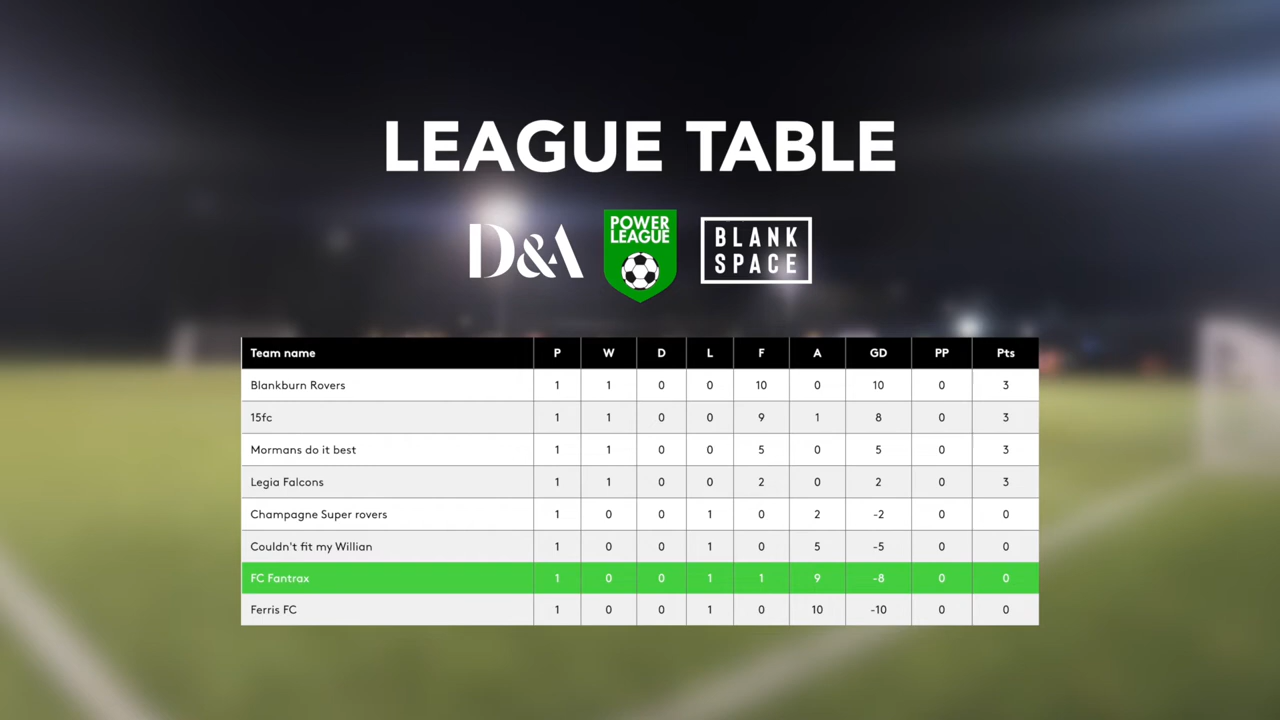 LEAGUE TABLE
D&A
POWER
LEAGUE
BLANK
SPACE
Team name P W D L F A GD PP Pts
Blankburn Rovers 1 1 0 0 10 0 10 0 3
15fc 1 1 0 0 9 1 8 0 3
Mormans do it best 1 1 0 0 5 0 5 0 3
Legia Falcons 1 1 0 0 2 0 2 0 3
Champagne Super rovers 1 0 0 1 0 2 -2 0 0
Couldn't fit my Willian 1 0 0 1 0 5 -5 0 0
FC Fantrax 1 0 0 1 1 9 -8 0 0
Ferris FC 1 0 0 1 0 10 -10 0 0